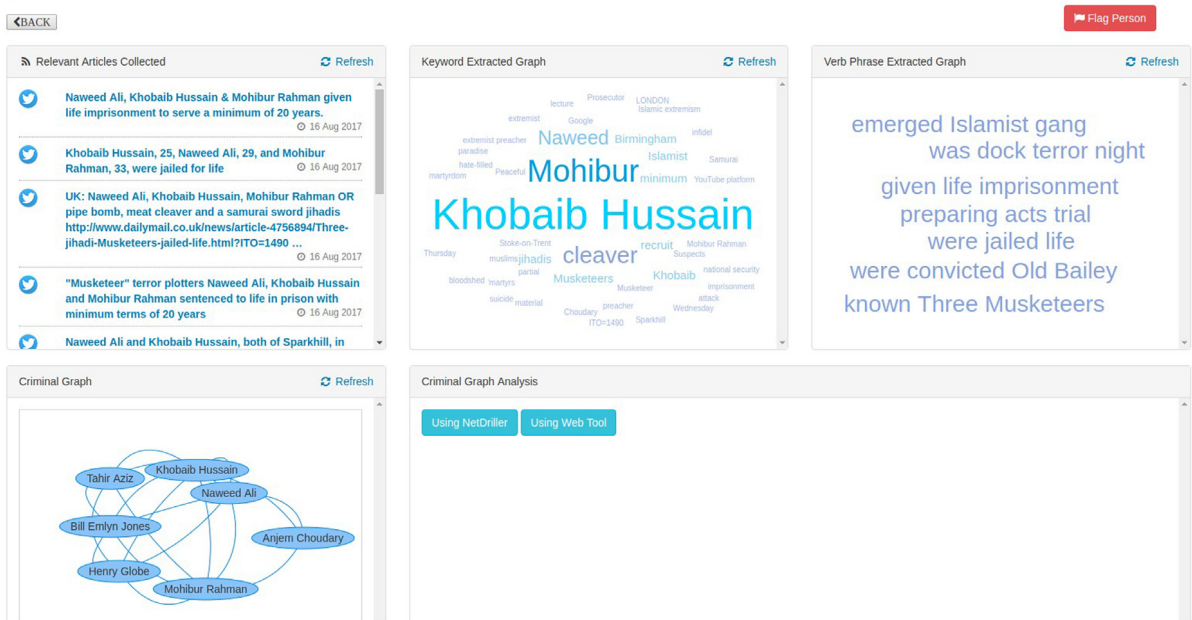 BACK
Flag Person
Relevant Articles Collected
Refresh
Naweed Ali, Khobaib Hussain & Mohibur Rahman given
life imprisonment to serve a minimum of 20 years.
16 Aug 2017
Khobaib Hussain, 25, Naweed Ali, 29, and Mohibur
Rahman, 33, were jailed for life
16 Aug 2017
UK: Naweed Ali, Khobaib Hussain, Mohibur Rahman OR
pipe bomb, meat cleaver and a samurai sword jihadis
http://www.dailymail.co.uk/news/article-4756894/Three-
jihadi-Musketeers-jailed-life.html?ITO=1490 ...
16 Aug 2017
"Musketeer" terror plotters Naweed Ali, Khobaib Hussain
and Mohibur Rahman sentenced to life in prison with
minimum terms of 20 years
16 Aug 2017
Naweed Ali and Khobaib Hussain, both of Sparkhill, in
Keyword Extracted Graph
Refresh
Prosecutor
LONDON
lecture
Islamic extremism
extremist
Google
Naweed
Birmingham
infidel
extremist preacher
paradise
Islamist
Samurai
hate-filled
martyrdom
Peaceful
Mohibur
minimum
YouTube platform
Khobaib Hussain
Stoke-on-Trent
recruit
Mohibur Rahman
Thursday
muslims
jihadis
cleaver
Suspects
partial
Khobaib
national security
bloodshed
martyrs
Musketeers
Musketeer
imprisonment
suicide
material
attack
preacher
Wednesday
Choudary
ITO=1490
Sparkhill
Verb Phrase Extracted Graph
Refresh
emerged Islamist gang
was dock terror night
given life imprisonment
preparing acts trial
were jailed life
were convicted Old Bailey
known Three Musketeers
Criminal Graph
Refresh
Khobaib Hussain
Tahir Aziz
Naweed Ali
Bill Emlyn Jones
Anjem Choudary
Henry Globe
Mohibur Rahman
Criminal Graph Analysis
Using NetDriller
Using Web Tool